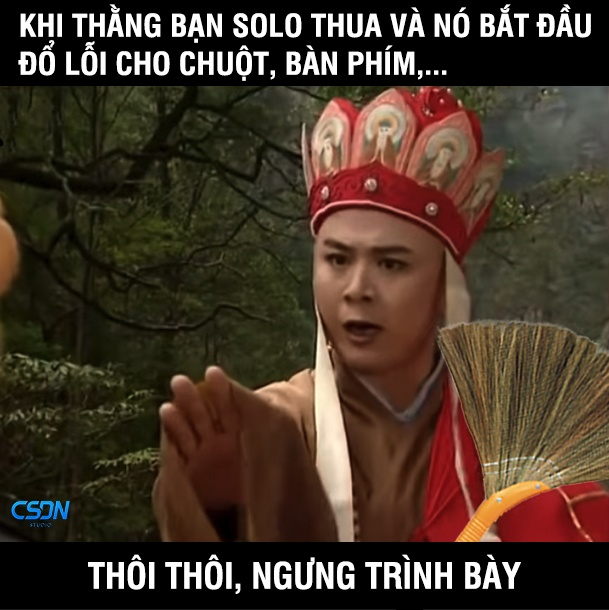 KHI THẰNG BẠN SOLO THUA VÀ NÓ BẮT ĐẦU
ĐỔ LỖI CHO CHUỘT, BÀN PHÍM,...
CSDN
STUDIO
THÔI THÔI, NGƯNG TRÌNH BÀY